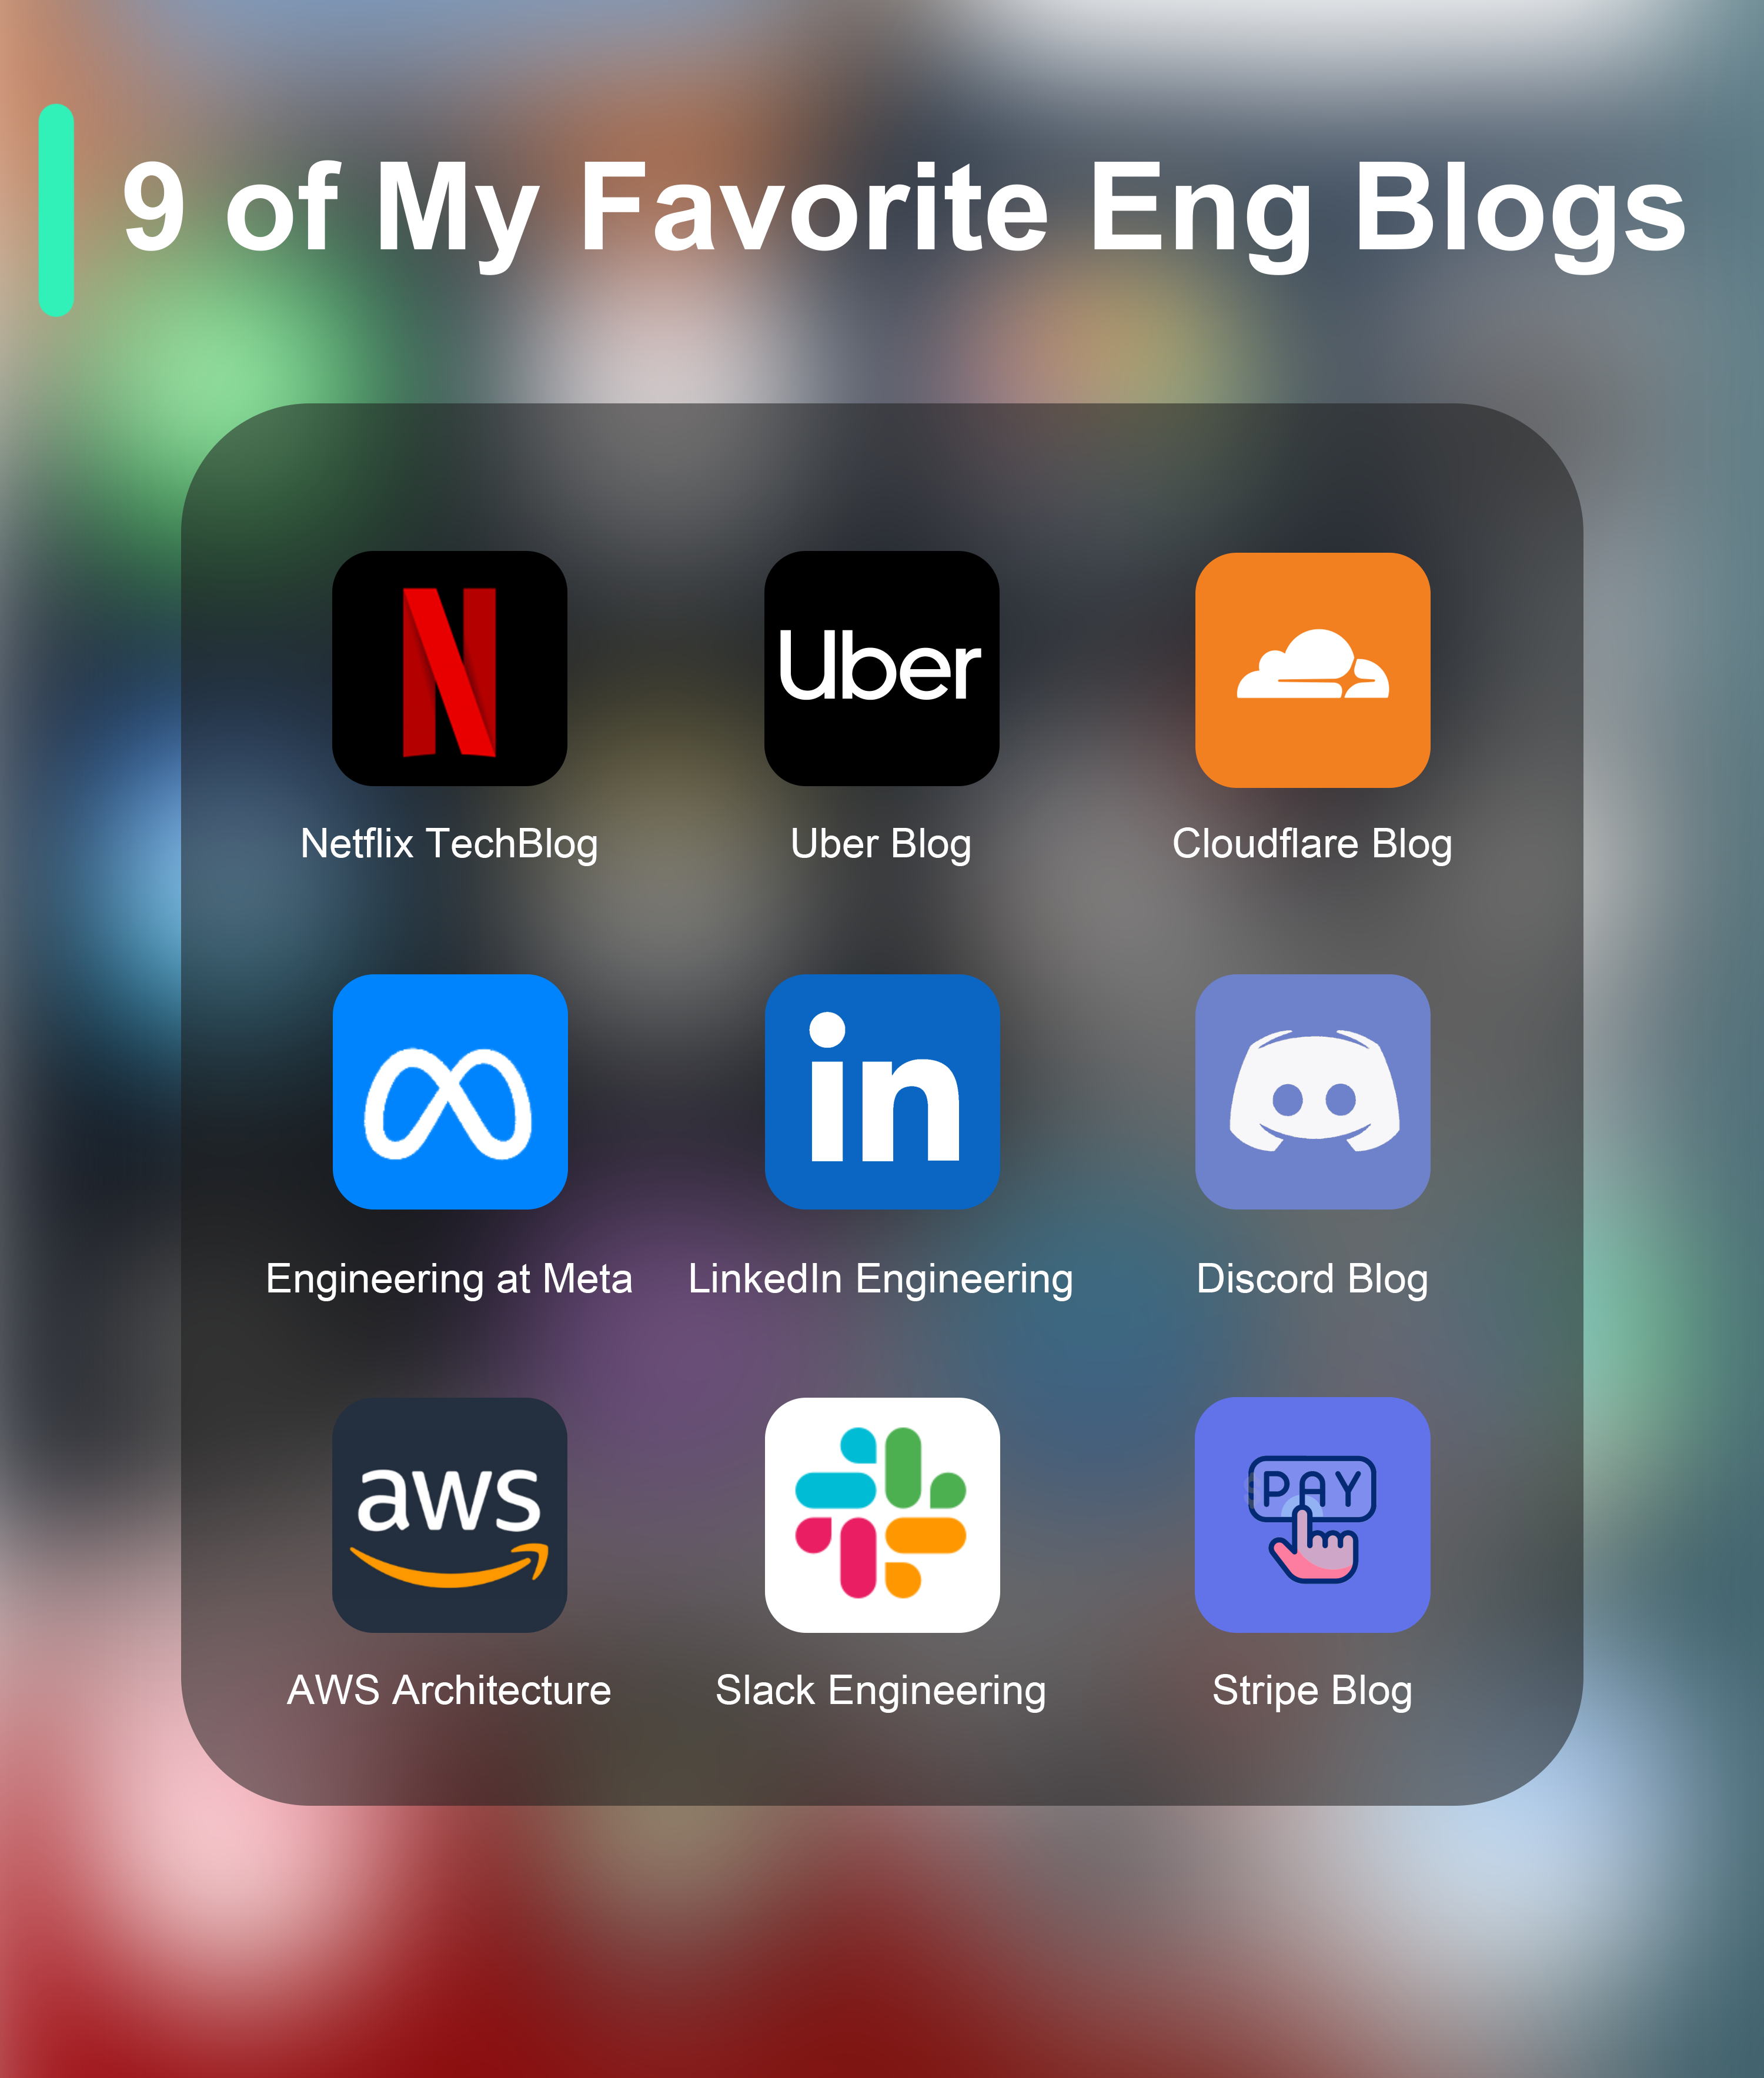 9 of My Favorite Eng Blogs
Uber
Netflix TechBlog
Uber Blog
Cloudflare Blog
in
Engineering at Meta
LinkedIn Engineering
Discord Blog
aws
PAY
AWS Architecture
Slack Engineering
Stripe Blog